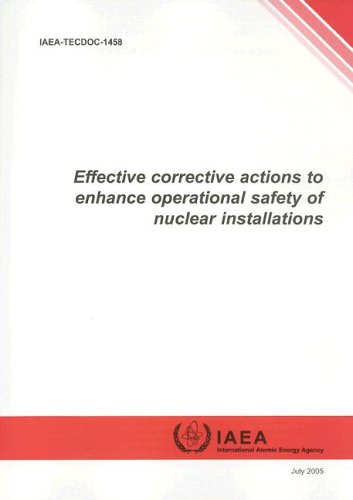 IAEA-TECDOC-1458
Effective corrective actions to
enhance operational safety of
nuclear installations
IAEA
International Atomic Energy Agency
July 2005